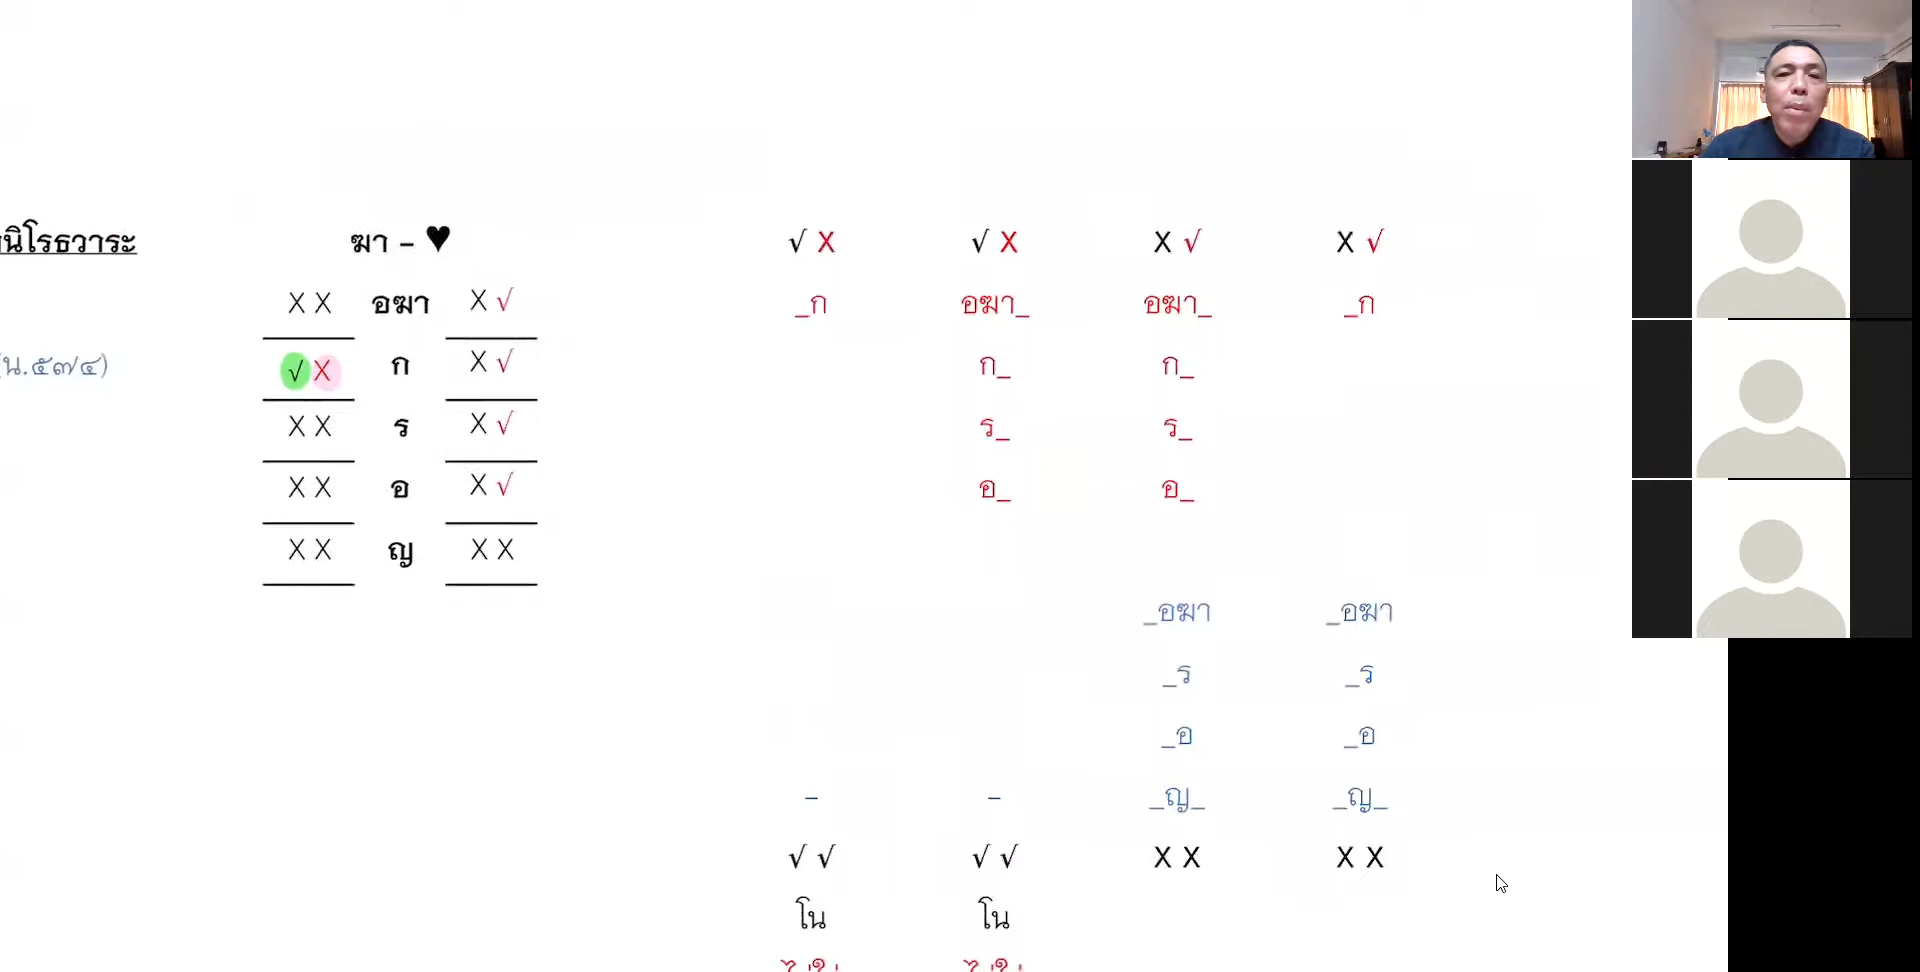 นิโรธวาระ ฆา – ♥ √ X √ X X √ X √
X X อฆา X √ _ก อฆา_ อฆา_ _ก
(น.๕๗๔) √ X ก X √ ก_ ก_
X X ร X √ ร_ ร_
X X อ X √ อ_ อ_
X X ญ X X
_อฆา _อฆา
_ร _ร
_อ _อ
– – _ญ_ _ญ_
√ √ √ √ X X X X
โน โน